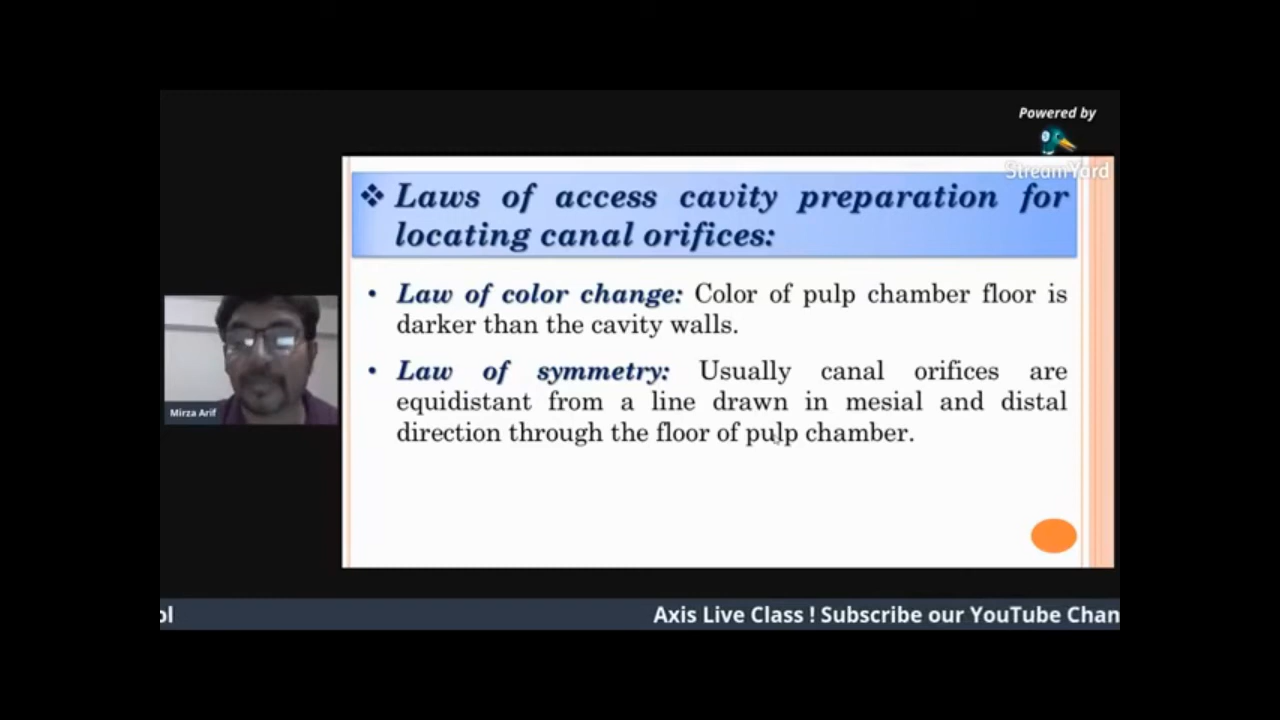 Powered by
StreamYard
❖ Laws of access cavity preparation for
locating canal orifices:
• Law of color change: Color of pulp chamber floor is
darker than the cavity walls.
• Law of symmetry: Usually canal orifices are
equidistant from a line drawn in mesial and distal
direction through the floor of pulp chamber.
Mirza Arif
ol Axis Live Class ! Subscribe our YouTube Chan